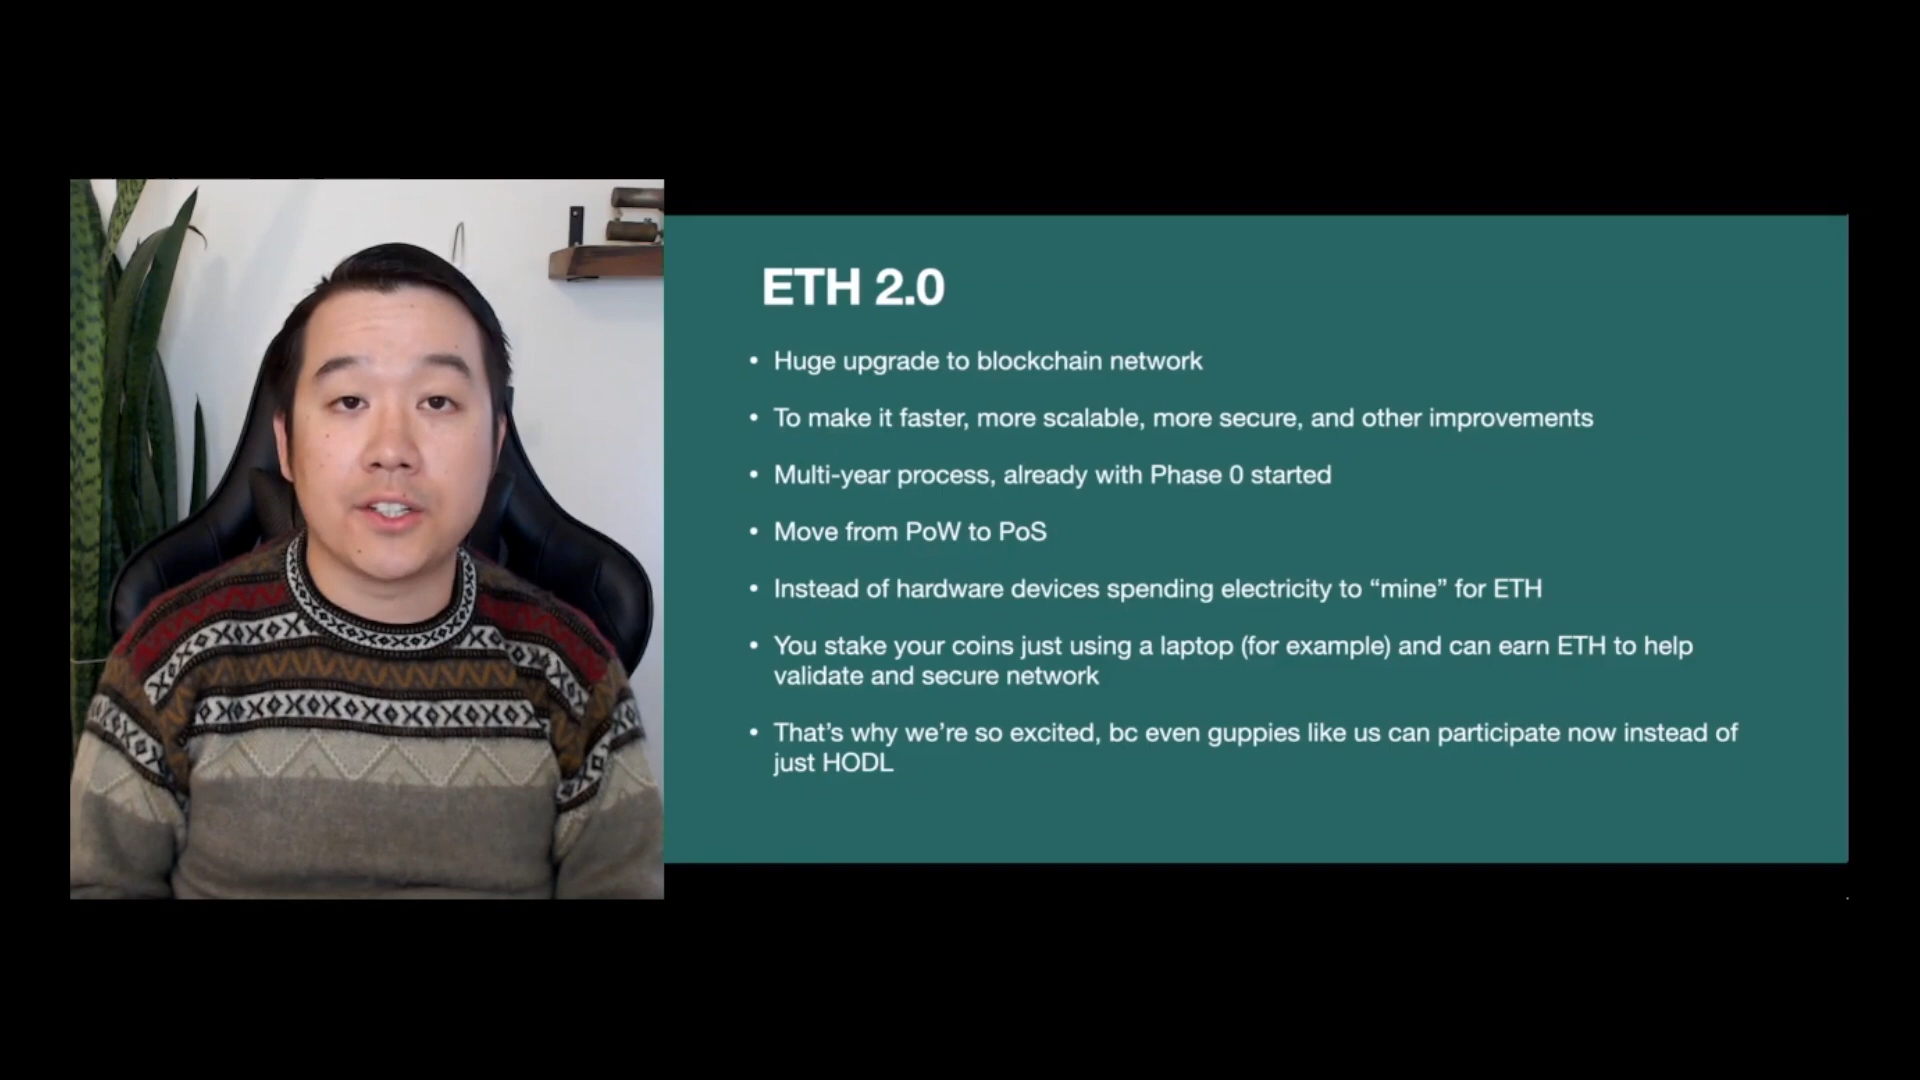 ETH 2.0
• Huge upgrade to blockchain network
• To make it faster, more scalable, more secure, and other improvements
• Multi-year process, already with Phase 0 started
• Move from PoW to PoS
• Instead of hardware devices spending electricity to “mine” for ETH
• You stake your coins just using a laptop (for example) and can earn ETH to help
validate and secure network
• That’s why we’re so excited, bc even guppies like us can participate now instead of
just HODL